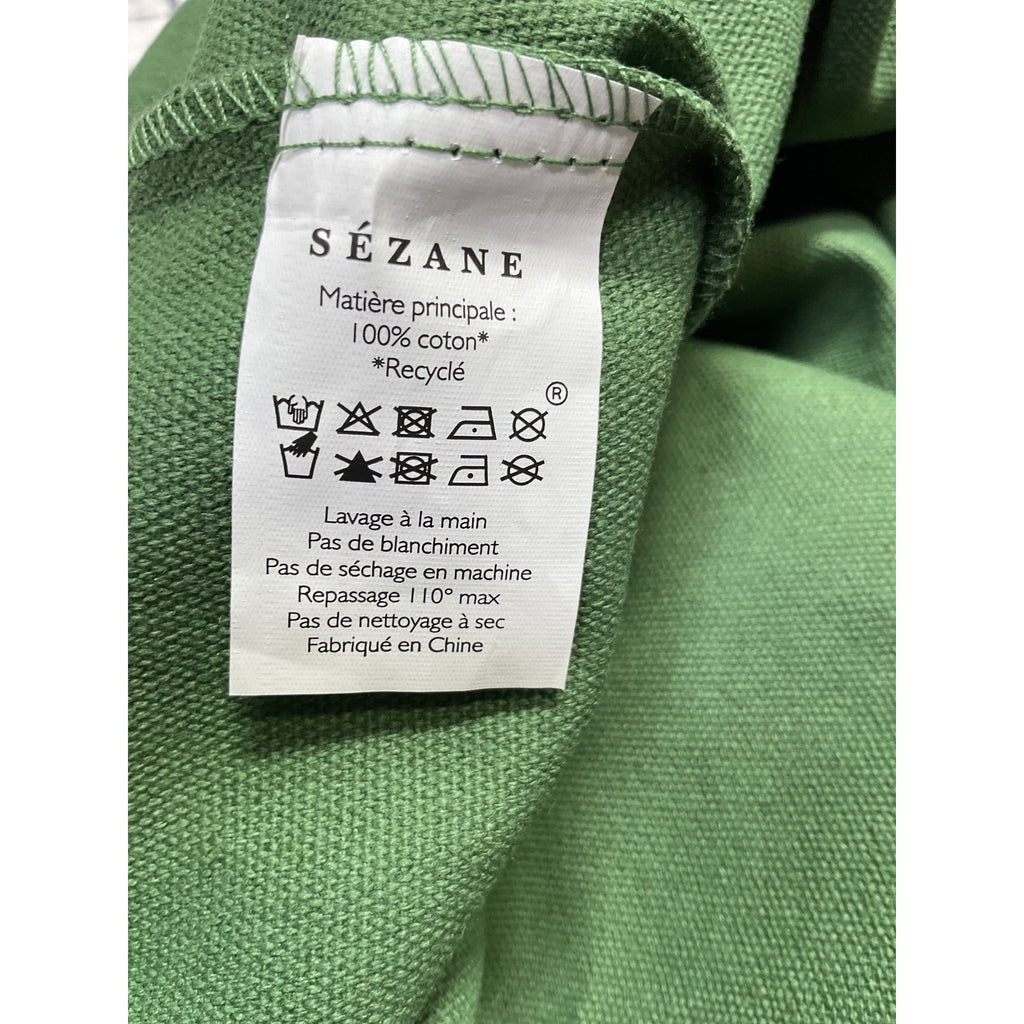 SÉZANE
Matière principale :
100% coton*
*Recyclé
®
Lavage à la main
Pas de blanchiment
Pas de séchage en machine
Repassage 110° max
Pas de nettoyage à sec
Fabriqué en Chine